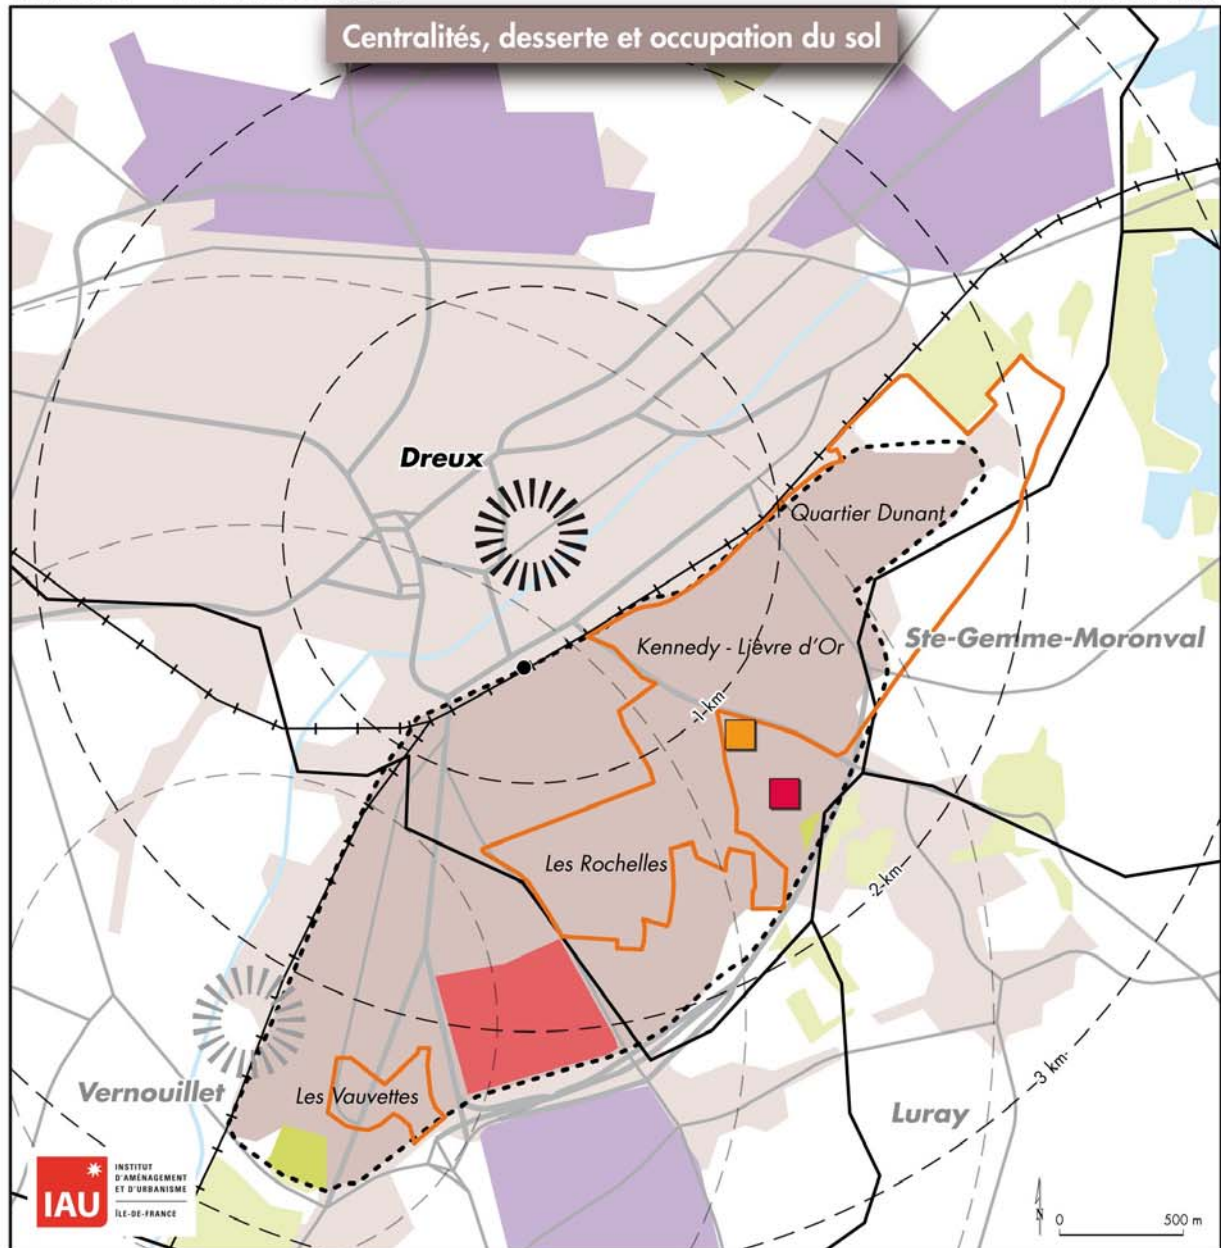 Centralités, desserte et occupation du sol
Dreux
Quartier Dunant
Kennedy - Lièvre d'Or
Ste-Gemme-Moronval
1 km
Les Rochelles
2 km
3 km
Vernouillet
Les Vauvettes
Luray
IAU
INSTITUT
D'AMÉNAGEMENT
ET D'URBANISME
ÎLE-DE-FRANCE
N
0 500 m